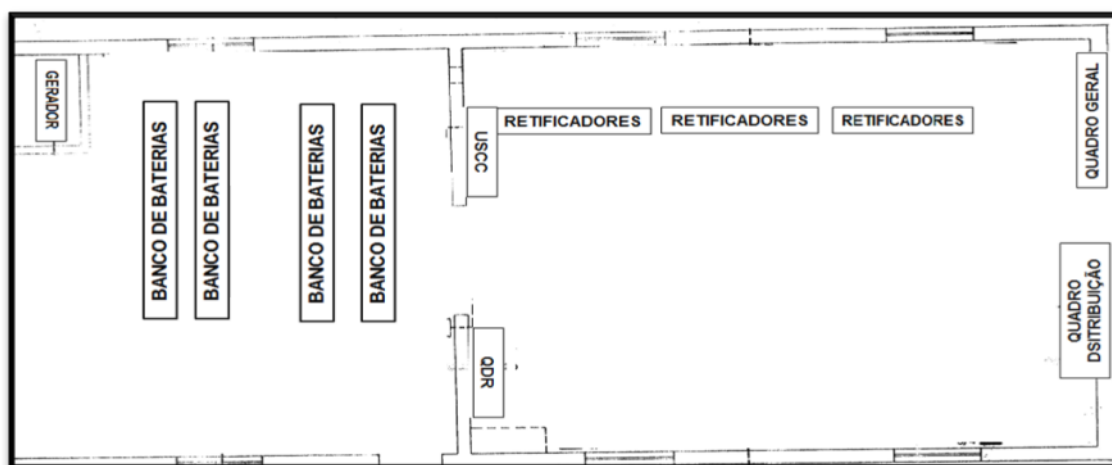 GERADOR
BANCO DE BATERIAS
BANCO DE BATERIAS
BANCO DE BATERIAS
BANCO DE BATERIAS
USCC
RETIFICADORES
RETIFICADORES
RETIFICADORES
QUADRO GERAL
QDR
QUADRO
DSITRIBUIÇÃO